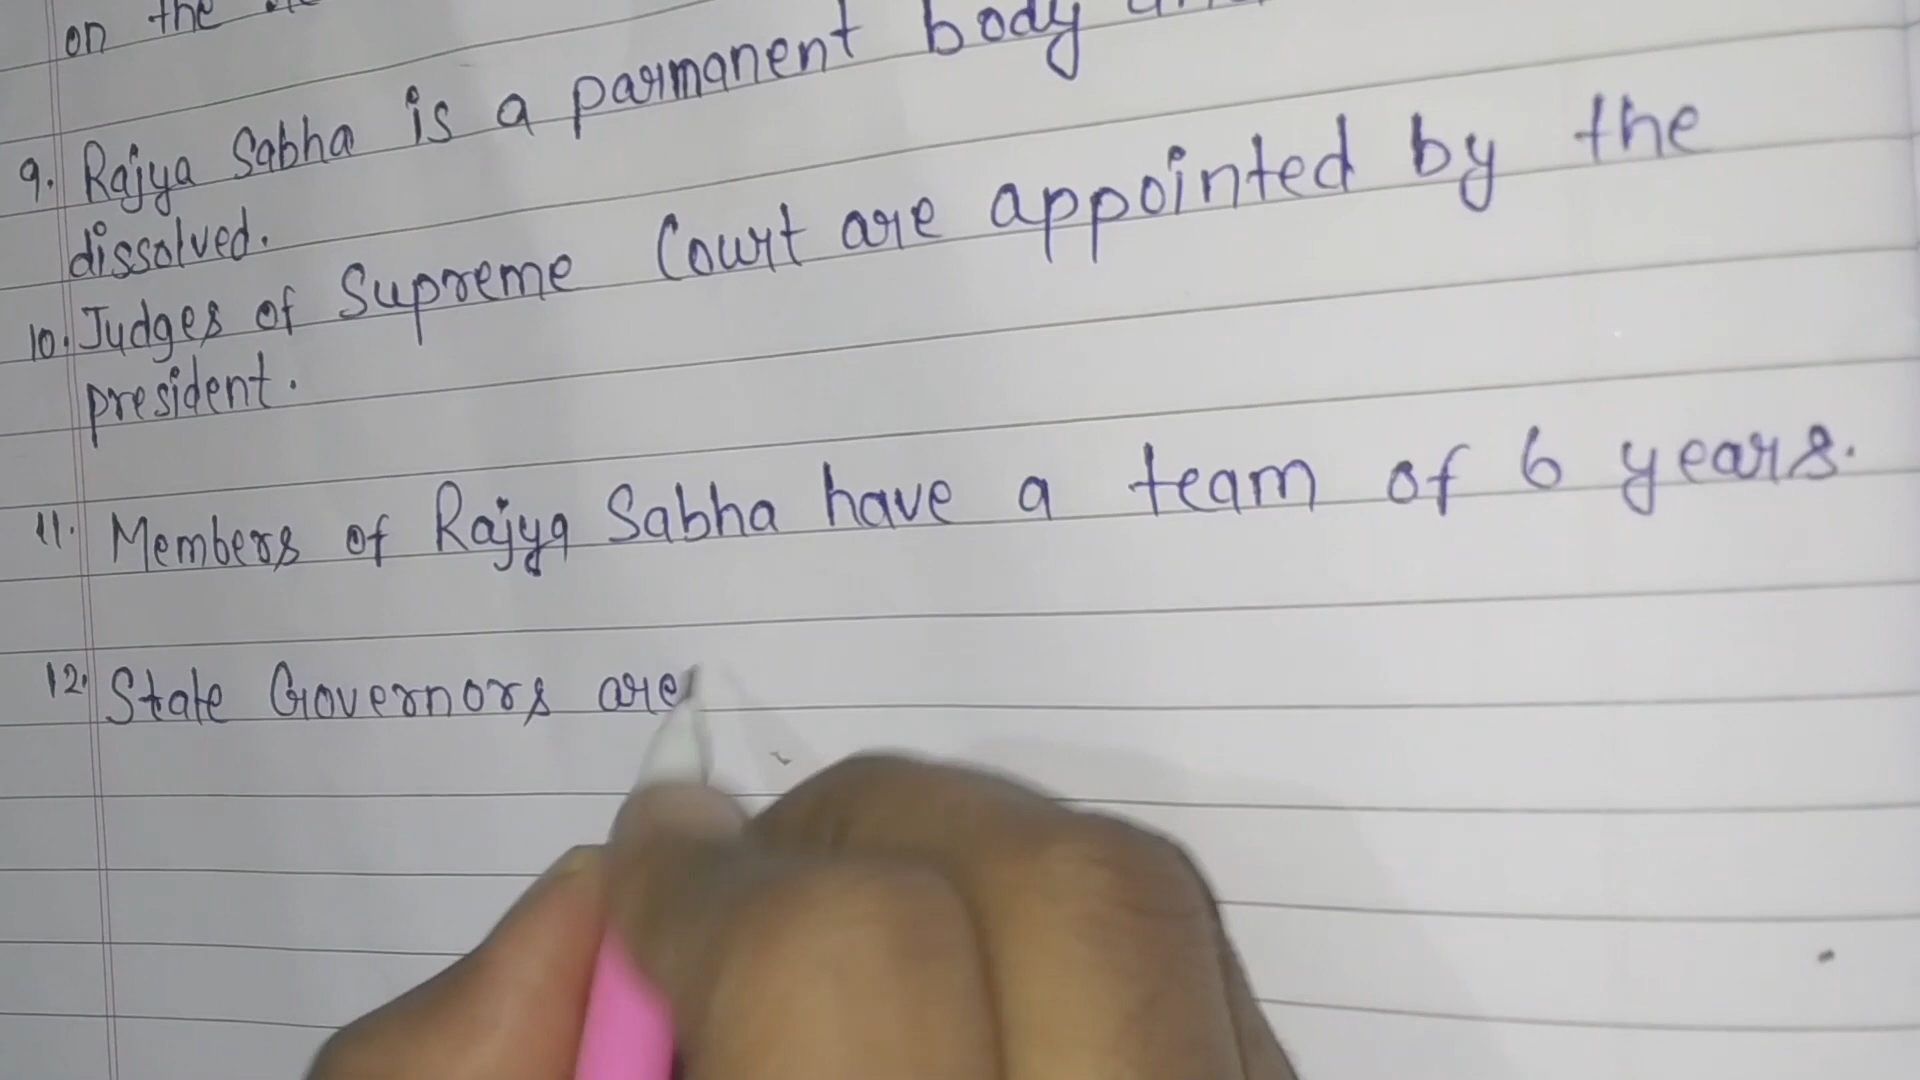 on the
9. Rajya Sabha is a parmanent body
dissolved.
10. Judges of Supreme Court are appointed by the
president.
11. Members of Rajya Sabha have a team of 6 years.
12. State Governors are